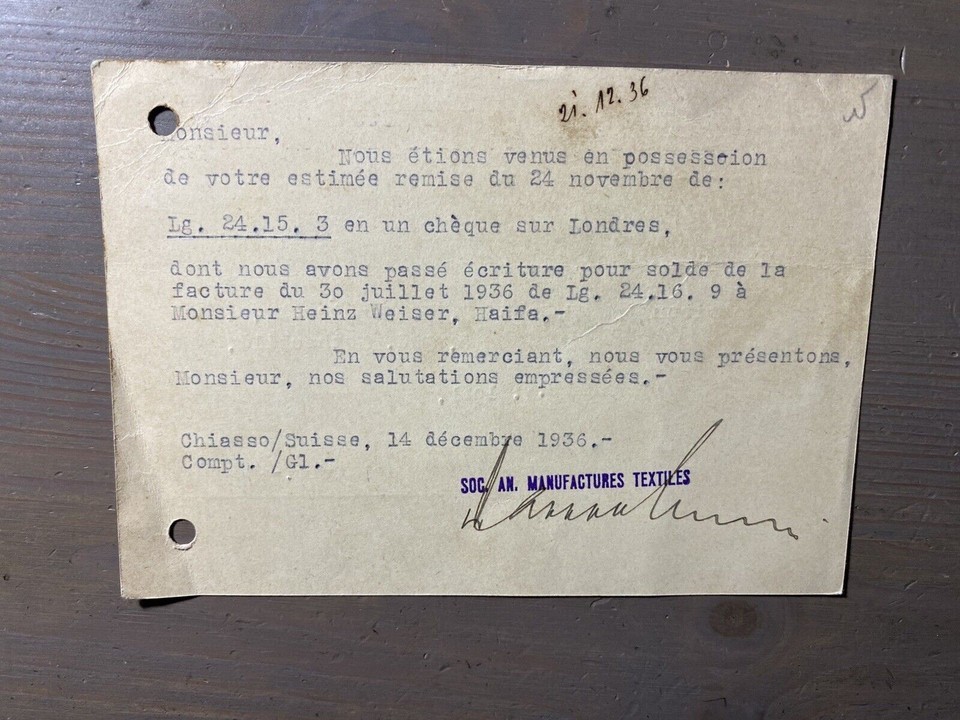 21. 12. 36
Monsieur,
Nous étions venus en possesseion
de votre estimée remise du 24 novembre de:
Lg. 24.15. 3 en un chèque sur Londres,
dont nous avons passé écriture pour solde de la
facture du 3o juillet 1936 de Lg. 24.16. 9 à
Monsieur Heinz Weiser, Haifa.-
En vous remerciant, nous vous présentons,
Monsieur, nos salutations empressées.-
Chiasso/Suisse, 14 décembre 1936.-
Compt. /Gl.-
SOC. AN. MANUFACTURES TEXTILES